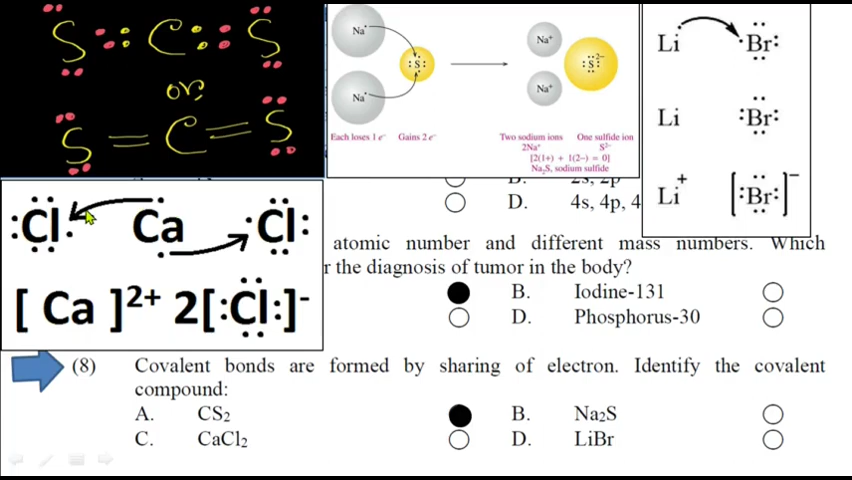 S :: C :: S
or
S = C = S
Na· Na· :S:
Na⁺ Na⁺ :S:²⁻
Each loses 1 e⁻ Gains 2 e⁻
Two sodium ions One sulfide ion
2Na⁺ S²⁻
[2(1+) + 1(2−) = 0]
Na₂S, sodium sulfide
Li· ·Br:
Li :Br:
Li⁺ [:Br:]⁻
:Cl· Ca ·Cl:
[ Ca ]²⁺ 2[:Cl:]⁻
D. 4s, 4p, 4
atomic number and different mass numbers. Which
r the diagnosis of tumor in the body?
B. Iodine-131
D. Phosphorus-30
(8) Covalent bonds are formed by sharing of electron. Identify the covalent
compound:
A. CS₂ B. Na₂S
C. CaCl₂ D. LiBr